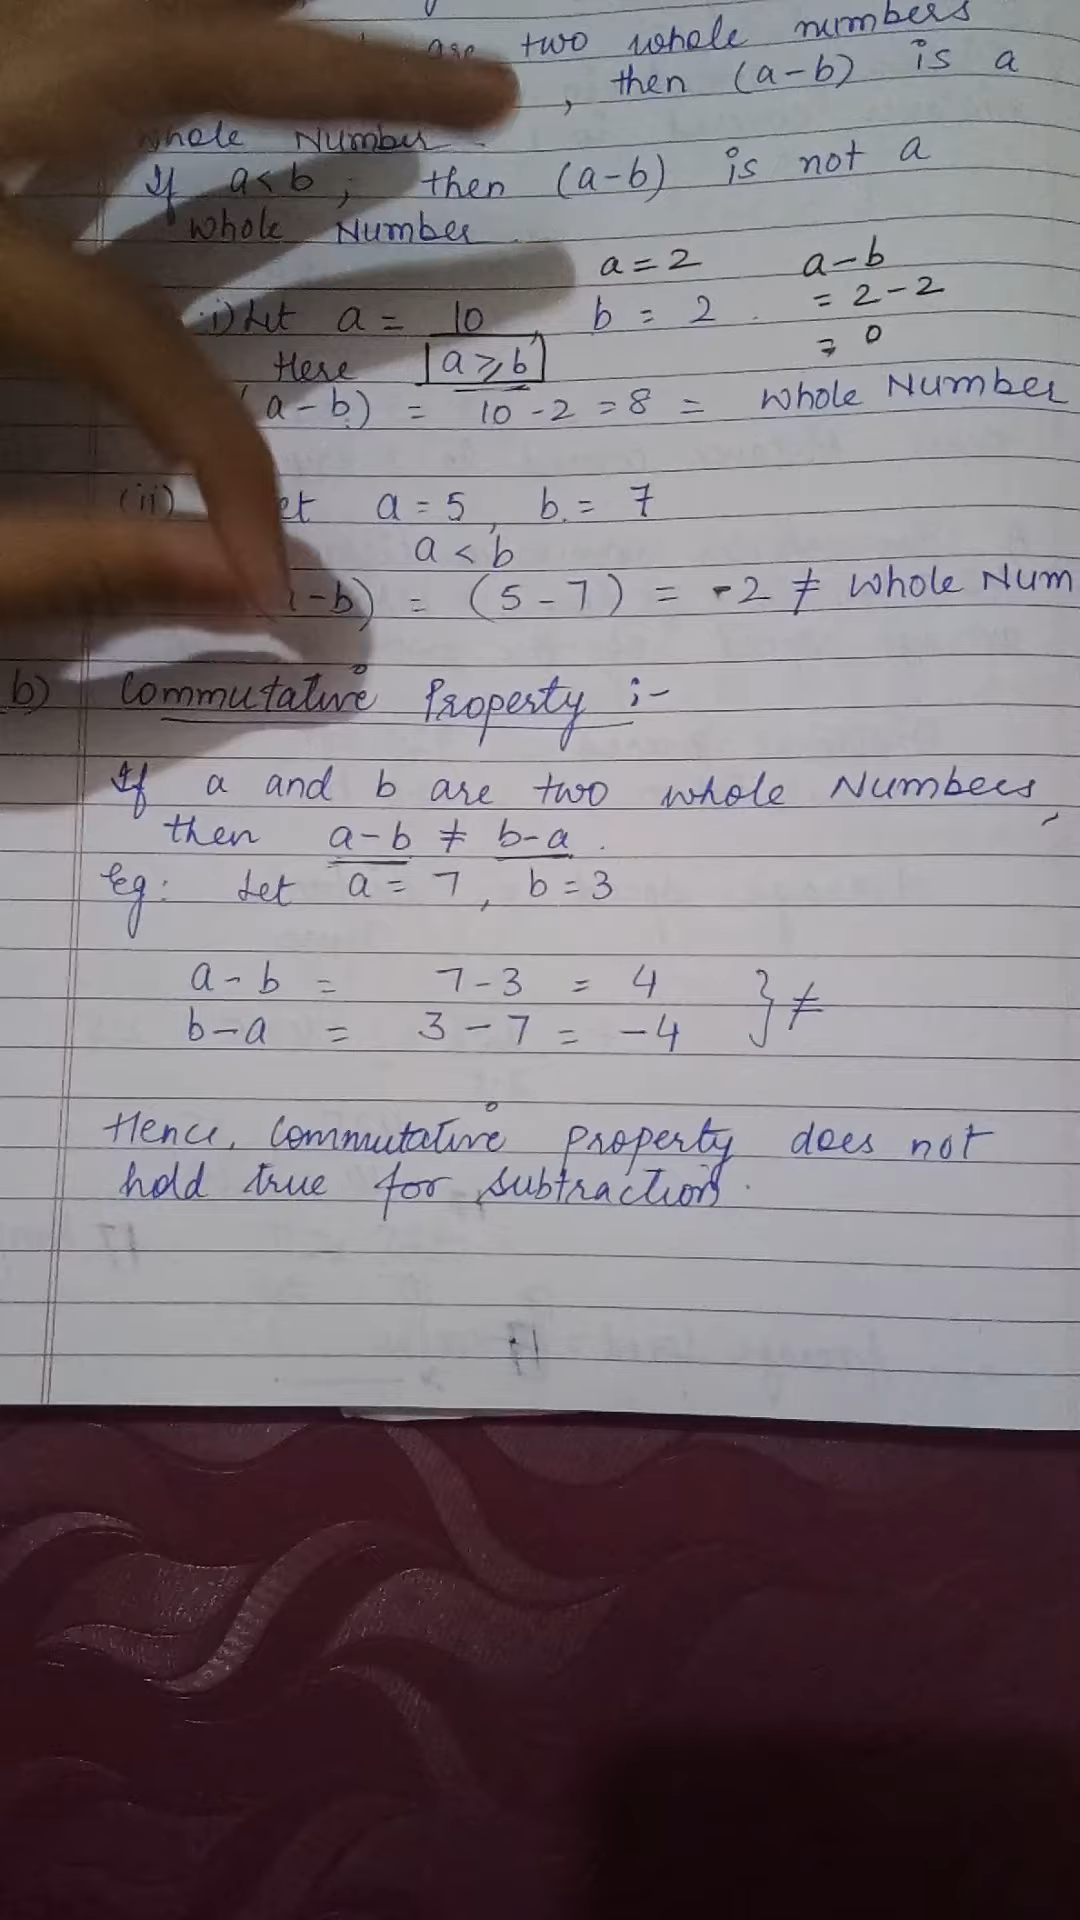 are two whole numbers
, then (a-b) is a
whole Number.
If a<b, then (a-b) is not a
whole Number.
a=2 a-b
= 2-2
= 0
i) Let a = 10, b = 2.
Here a⩾b
(a-b) = 10-2 =8 = whole Number
(ii) et a=5, b=7
a<b
-b) = (5-7) = -2 ≠ whole Num
b) Commutative Property :-
If a and b are two whole Numbers,
then a-b ≠ b-a.
Eg: Let a=7, b=3
a-b = 7-3 = 4 } ≠
b-a = 3-7 = -4
Hence, Commutative property does not
hold true for subtraction.